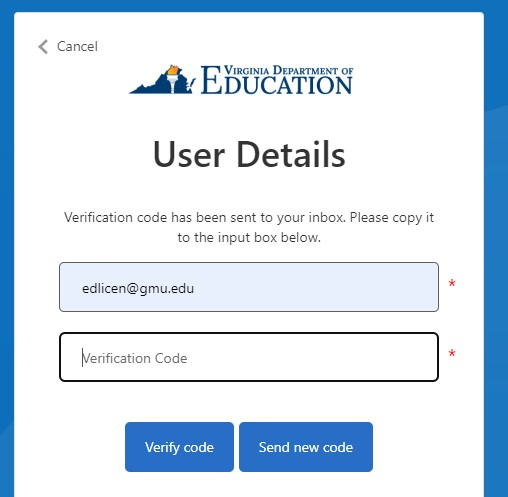 Cancel
VIRGINIA DEPARTMENT OF
EDUCATION
User Details
Verification code has been sent to your inbox. Please copy it
to the input box below.
edlicen@gmu.edu *
Verification Code *
Verify code Send new code